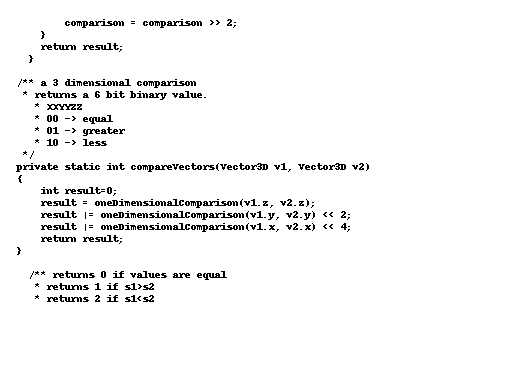 comparison = comparison >> 2;
}
return result;
}
/** a 3 dimensional comparison
* returns a 6 bit binary value.
* XXYYZZ
* 00 -> equal
* 01 -> greater
* 10 -> less
*/
private static int compareVectors(Vector3D v1, Vector3D v2)
{
int result=0;
result = oneDimensionalComparison(v1.z, v2.z);
result |= oneDimensionalComparison(v1.y, v2.y) << 2;
result |= oneDimensionalComparison(v1.x, v2.x) << 4;
return result;
}
/** returns 0 if values are equal
* returns 1 if s1>s2
* returns 2 if s1<s2